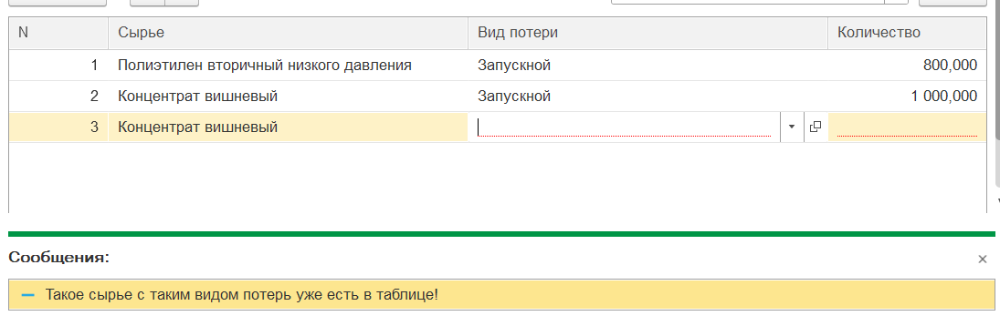 N Сырье Вид потери Количество
1 Полиэтилен вторичный низкого давления Запускной 800,000
2 Концентрат вишневый Запускной 1 000,000
3 Концентрат вишневый
Сообщения:
Такое сырье с таким видом потерь уже есть в таблице!